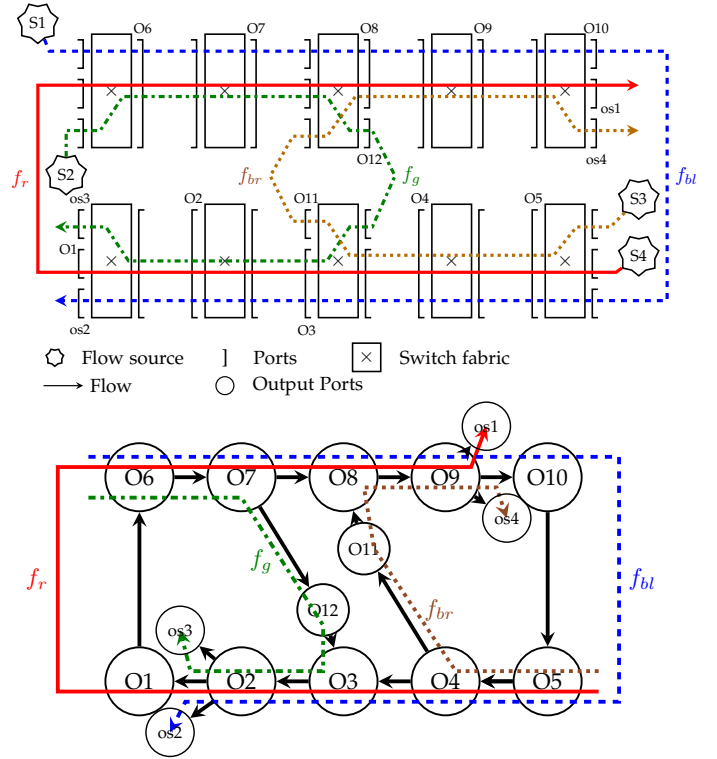 S1
O6
O7
O8
O9
O10
os1
os4
O12
S2
f_r
f_br
f_g
f_bl
os3
O2
O11
O4
O5
S3
O1
S4
os2
O3
Flow source
] Ports
× Switch fabric
Flow
Output Ports
os1
O6
O7
O8
O9
O10
os4
O11
f_g
f_r
f_br
f_bl
O12
os3
O1
O2
O3
O4
O5
os2